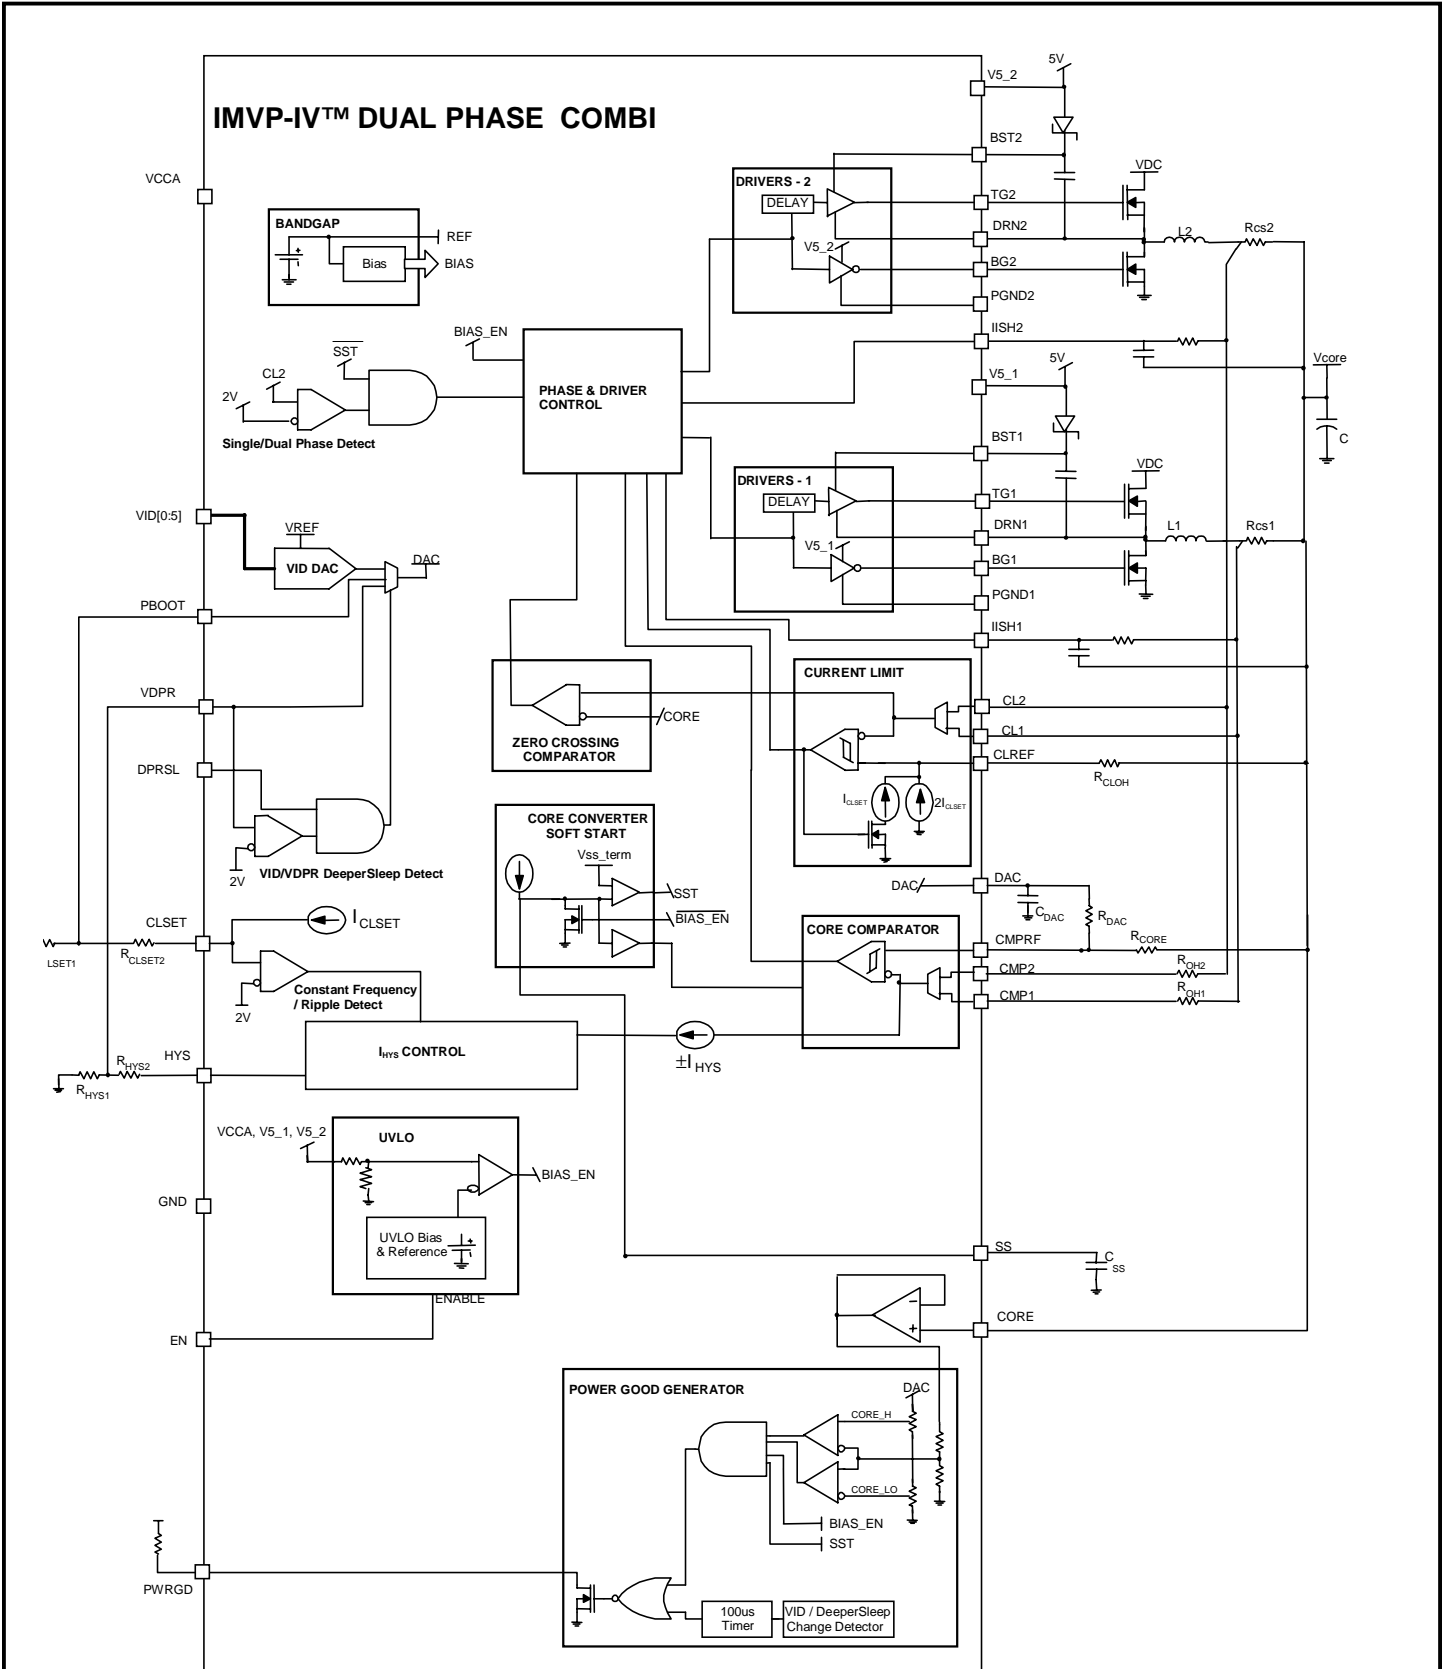 IMVP-IV™ DUAL PHASE COMBI
5V
V5_2
BST2
VDC
VCCA
DRIVERS - 2
DELAY
TG2
DRN2
L2
Rcs2
V5_2
BG2
PGND2
BANDGAP
REF
Bias
BIAS
BIAS_EN
IISH2
SST
CL2
2V
Single/Dual Phase Detect
PHASE & DRIVER
CONTROL
5V
V5_1
Vcore
C
BST1
VDC
DRIVERS - 1
DELAY
TG1
DRN1
L1
Rcs1
V5_1
BG1
PGND1
IISH1
VID[0:5]
VREF
VID DAC
DAC
PBOOT
VDPR
DPRSL
2V
VID/VDPR DeeperSleep Detect
CORE
ZERO CROSSING
COMPARATOR
CURRENT LIMIT
CL2
CL1
CLREF
RCLOH
ICLSET
2ICLSET
CORE CONVERTER
SOFT START
Vss_term
SST
BIAS_EN
DAC
DAC
CDAC
RDAC
CORE COMPARATOR
CMPRF
RCORE
CMP2
ROH2
CMP1
ROH1
CLSET
ICLSET
LSET1
RCLSET2
2V
Constant Frequency
/ Ripple Detect
HYS
RHYS2
RHYS1
IHYS CONTROL
±IHYS
VCCA, V5_1, V5_2
UVLO
BIAS_EN
UVLO Bias
& Reference
ENABLE
GND
EN
SS
CSS
CORE
POWER GOOD GENERATOR
DAC
CORE_H
CORE_LO
BIAS_EN
SST
PWRGD
100us
Timer
VID / DeeperSleep
Change Detector